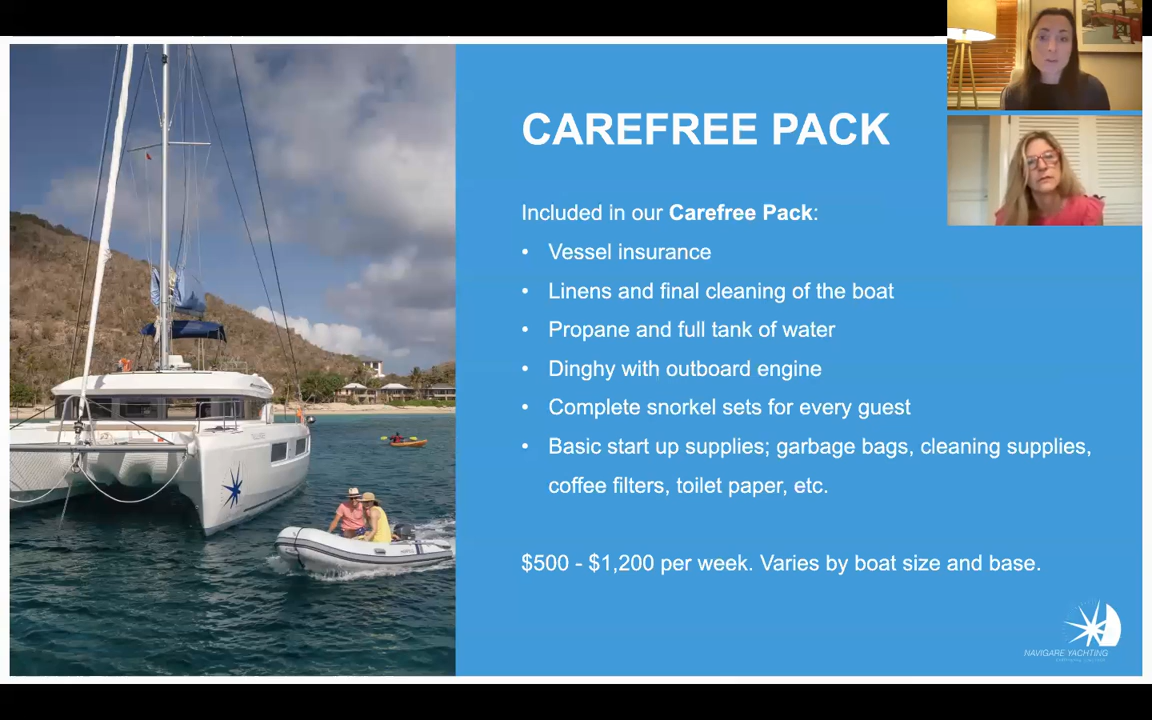 CAREFREE PACK
Included in our Carefree Pack:
• Vessel insurance
• Linens and final cleaning of the boat
• Propane and full tank of water
• Dinghy with outboard engine
• Complete snorkel sets for every guest
• Basic start up supplies; garbage bags, cleaning supplies,
coffee filters, toilet paper, etc.
$500 - $1,200 per week. Varies by boat size and base.
NAVIGARE YACHTING